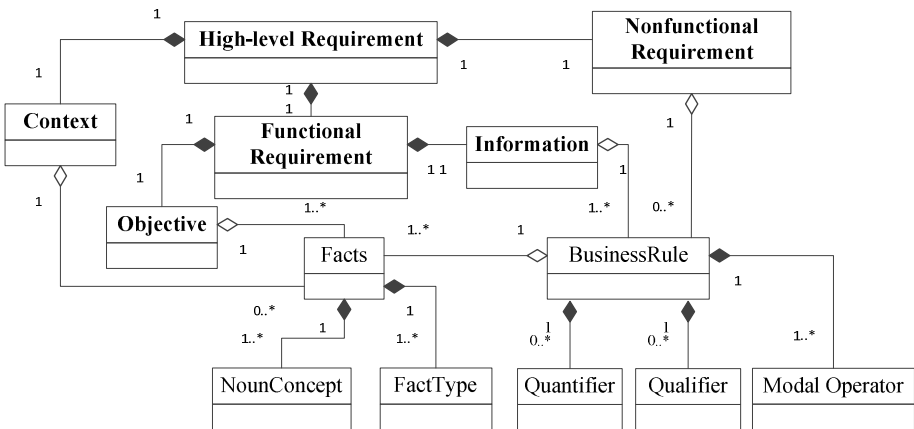 1
High-level Requirement
Nonfunctional
Requirement
1
1
1
1
1
Context
1
Functional
Requirement
Information
1
1 1
1
1
1
Objective
1..*
1..*
0..*
1
1
1..*
1
Facts
BusinessRule
0..*
1
1
1..*
1
1..*
1
0..*
1
0..*
1..*
NounConcept
FactType
Quantifier
Qualifier
Modal Operator